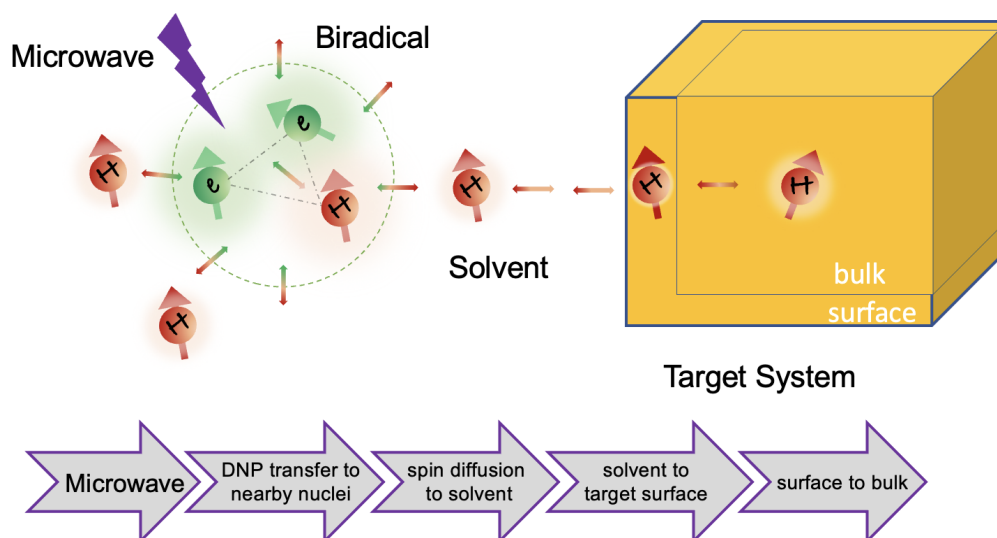 Microwave
Biradical
e
e
H
H
H
H
H
H
Solvent
bulk
surface
Target System
Microwave
DNP transfer to
nearby nuclei
spin diffusion
to solvent
solvent to
target surface
surface to bulk